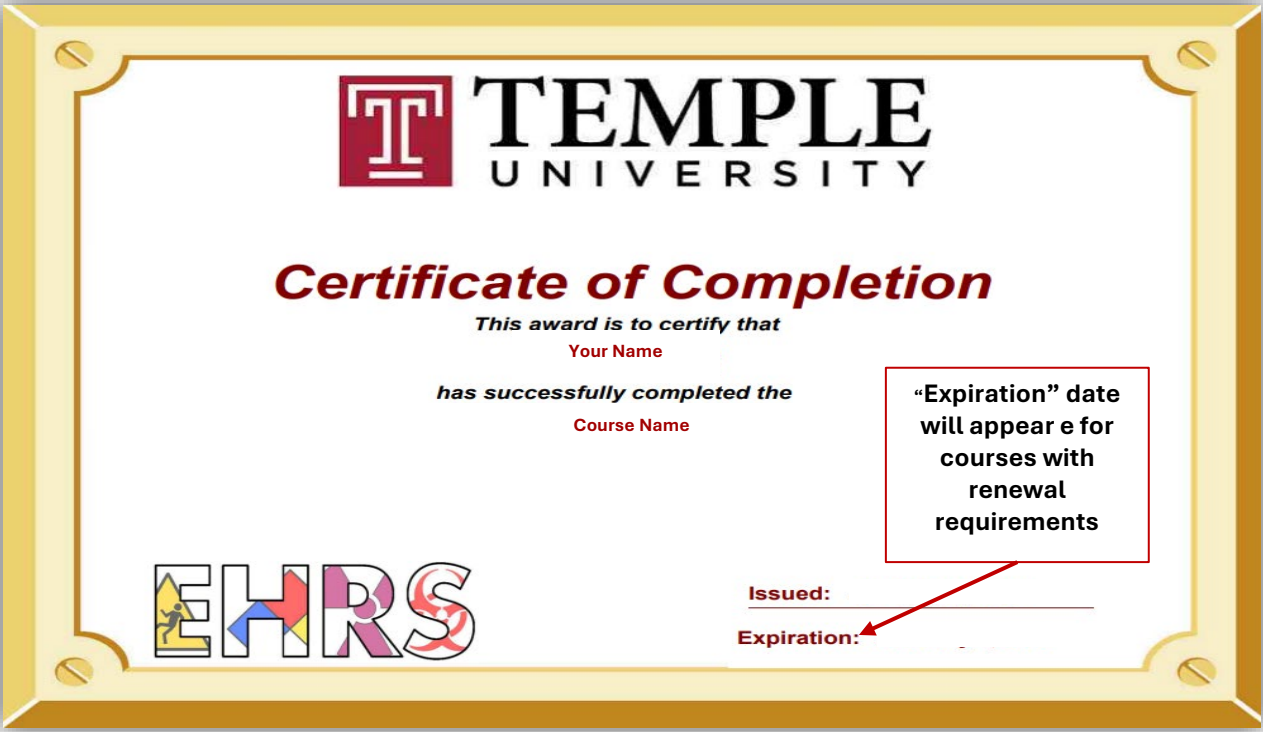 T TEMPLE
UNIVERSITY
Certificate of Completion
This award is to certify that
Your Name
has successfully completed the
Course Name
“Expiration” date
will appear e for
courses with
renewal
requirements
EHRS
Issued:
Expiration: